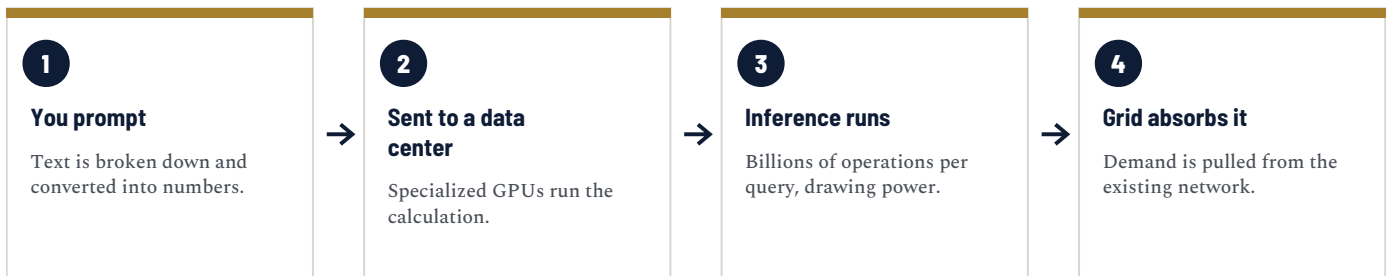 1
You prompt
Text is broken down and
converted into numbers.
2
Sent to a data
center
Specialized GPUs run the
calculation.
3
Inference runs
Billions of operations per
query, drawing power.
4
Grid absorbs it
Demand is pulled from the
existing network.